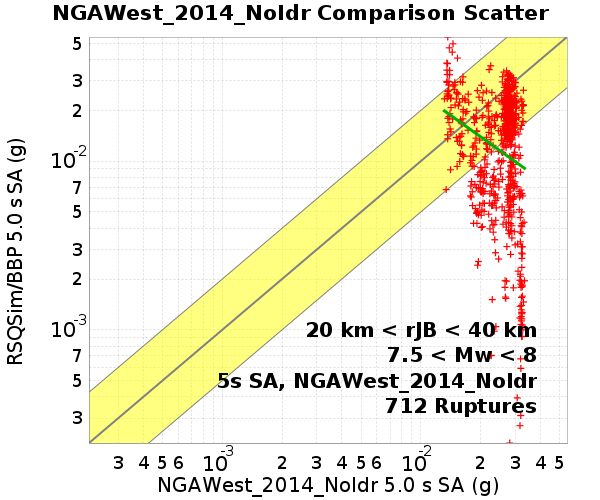 NGAWest_2014_NoIdr Comparison Scatter
RSQSim/BBP 5.0 s SA (g)
5
3
2
10-2
7
5
3
2
10-3
7
5
3
20 km < rJB < 40 km
7.5 < Mw < 8
5s SA, NGAWest_2014_NoIdr
712 Ruptures
3 4 5 6 10-3 2 3 4 5 6 10-2 2 3 4 5
NGAWest_2014_NoIdr 5.0 s SA (g)